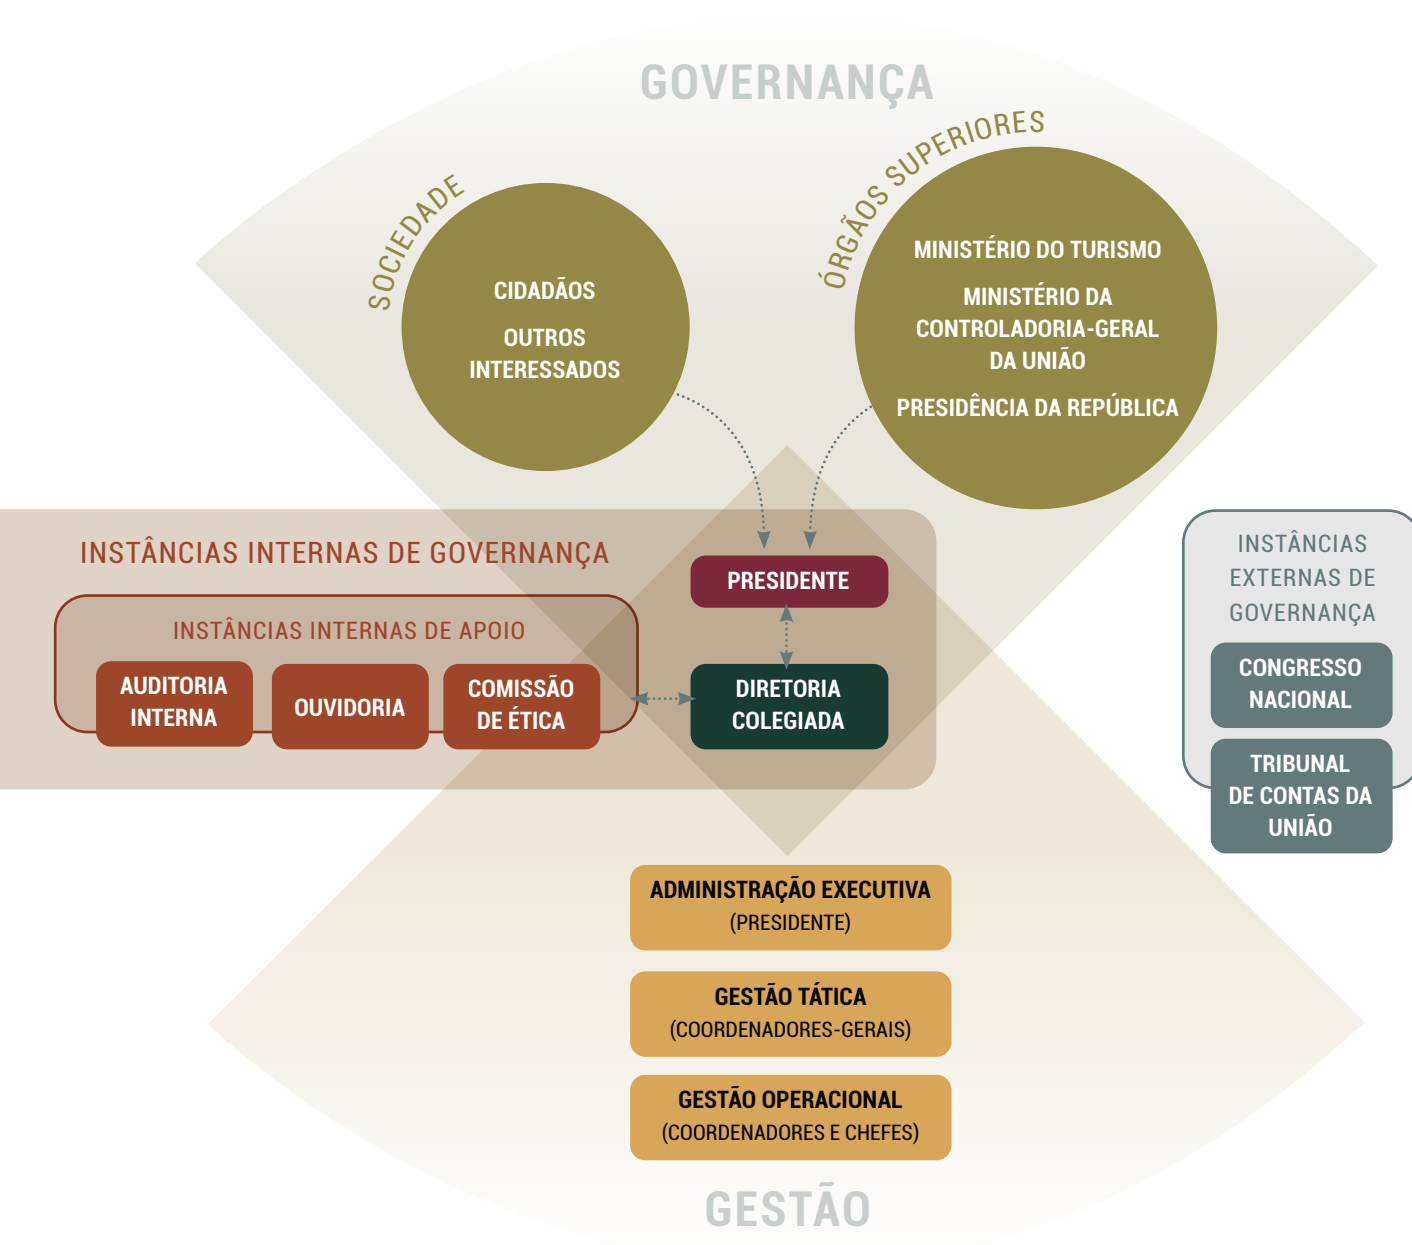 GOVERNANÇA
SOCIEDADE
CIDADÃOS
OUTROS
INTERESSADOS
ÓRGÃOS SUPERIORES
MINISTÉRIO DO TURISMO
MINISTÉRIO DA
CONTROLADORIA-GERAL
DA UNIÃO
PRESIDÊNCIA DA REPÚBLICA
INSTÂNCIAS INTERNAS DE GOVERNANÇA
INSTÂNCIAS INTERNAS DE APOIO
AUDITORIA
INTERNA
OUVIDORIA
COMISSÃO
DE ÉTICA
PRESIDENTE
DIRETORIA
COLEGIADA
INSTÂNCIAS
EXTERNAS DE
GOVERNANÇA
CONGRESSO
NACIONAL
TRIBUNAL
DE CONTAS DA
UNIÃO
ADMINISTRAÇÃO EXECUTIVA
(PRESIDENTE)
GESTÃO TÁTICA
(COORDENADORES-GERAIS)
GESTÃO OPERACIONAL
(COORDENADORES E CHEFES)
GESTÃO